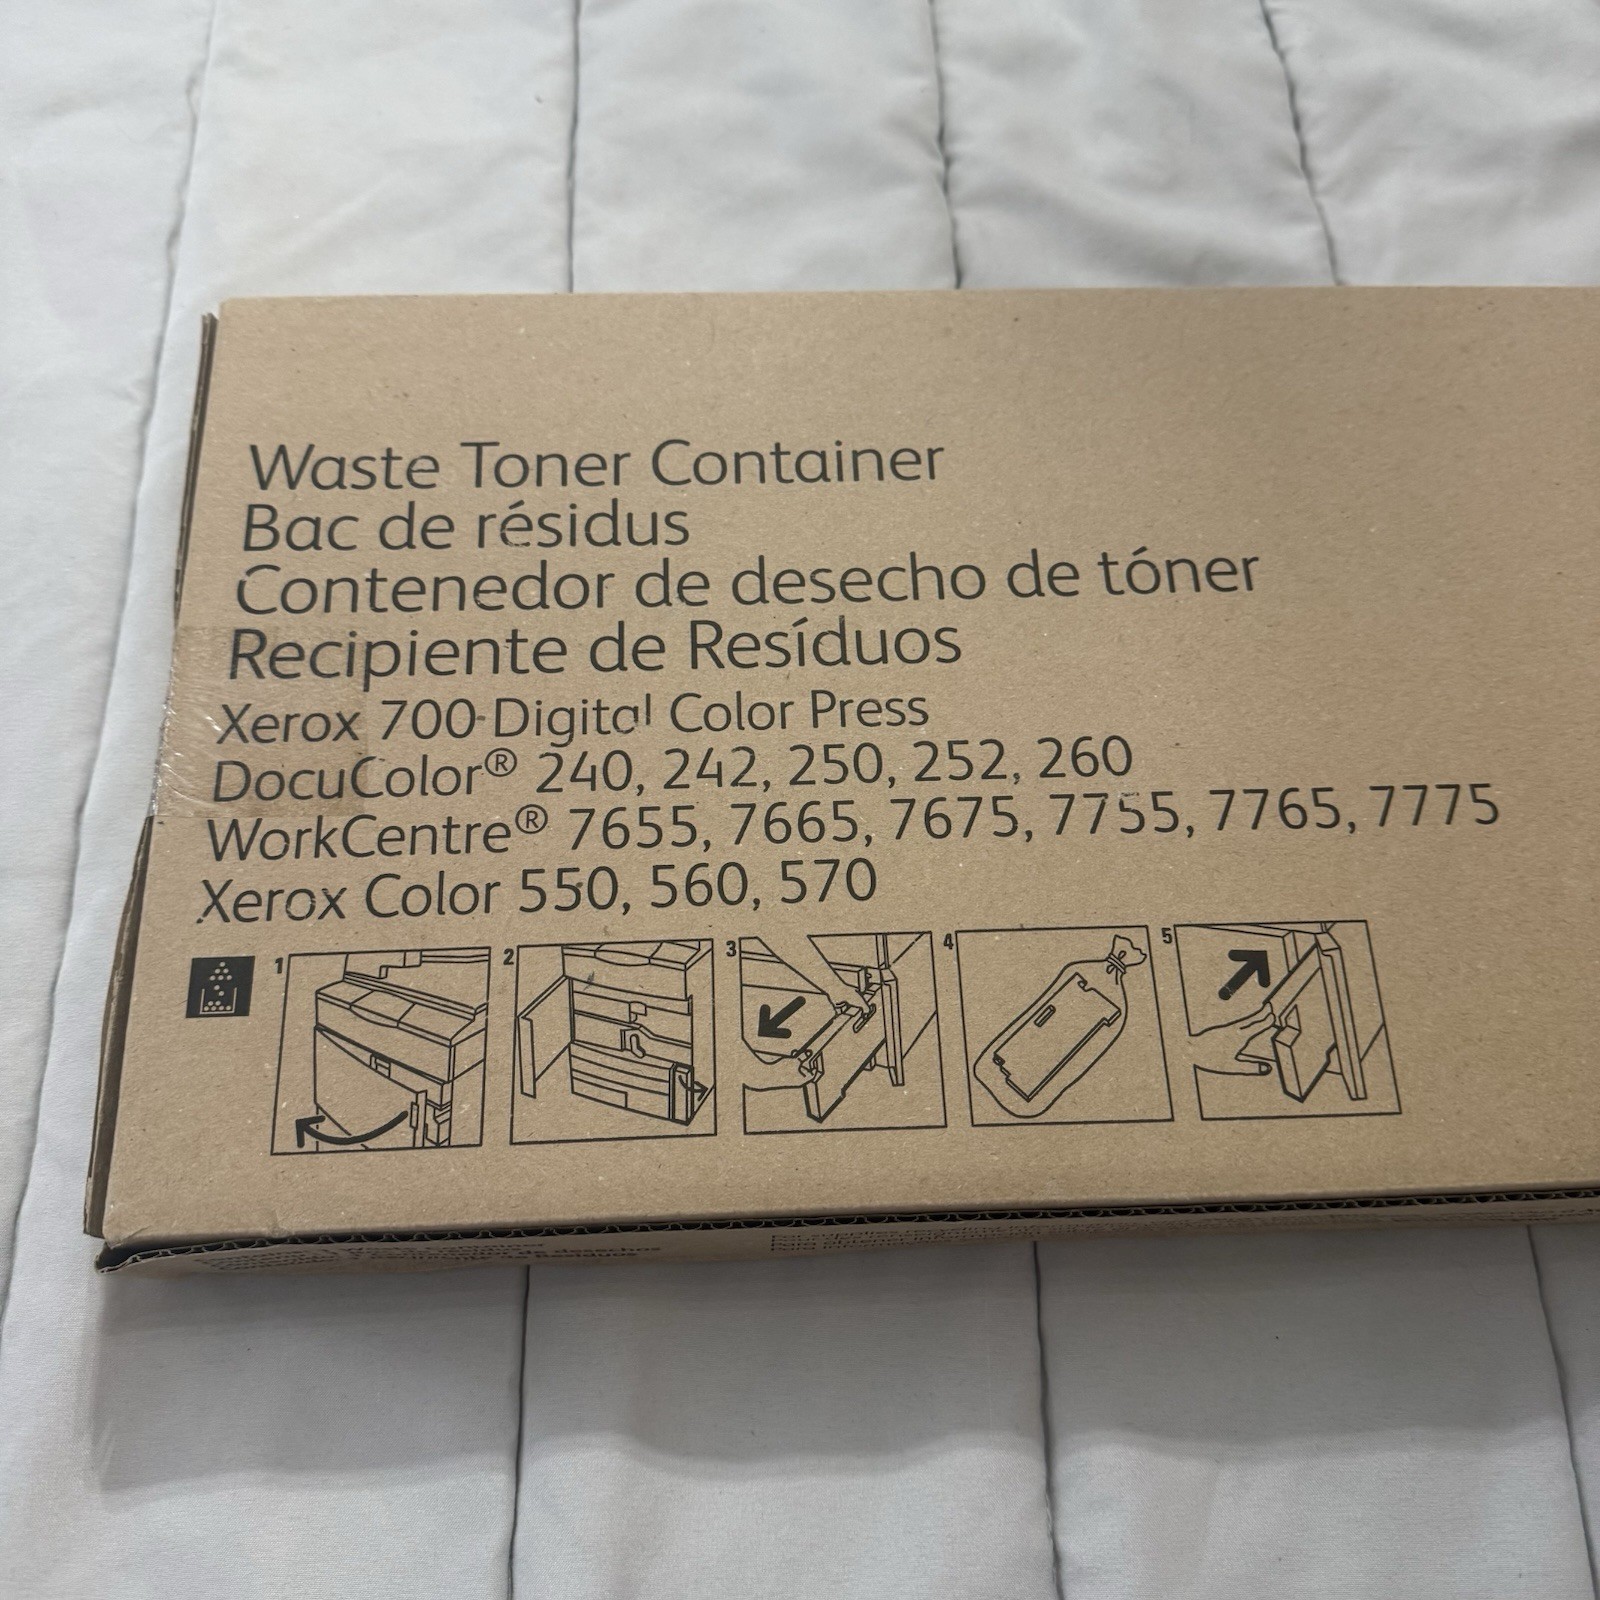 Waste Toner Container
Bac de résidus
Contenedor de desecho de tóner
Recipiente de Resíduos
Xerox 700 Digital Color Press
DocuColor® 240, 242, 250, 252, 260
WorkCentre® 7655, 7665, 7675, 7755, 7765, 7775
Xerox Color 550, 560, 570
1 2 3 4 5